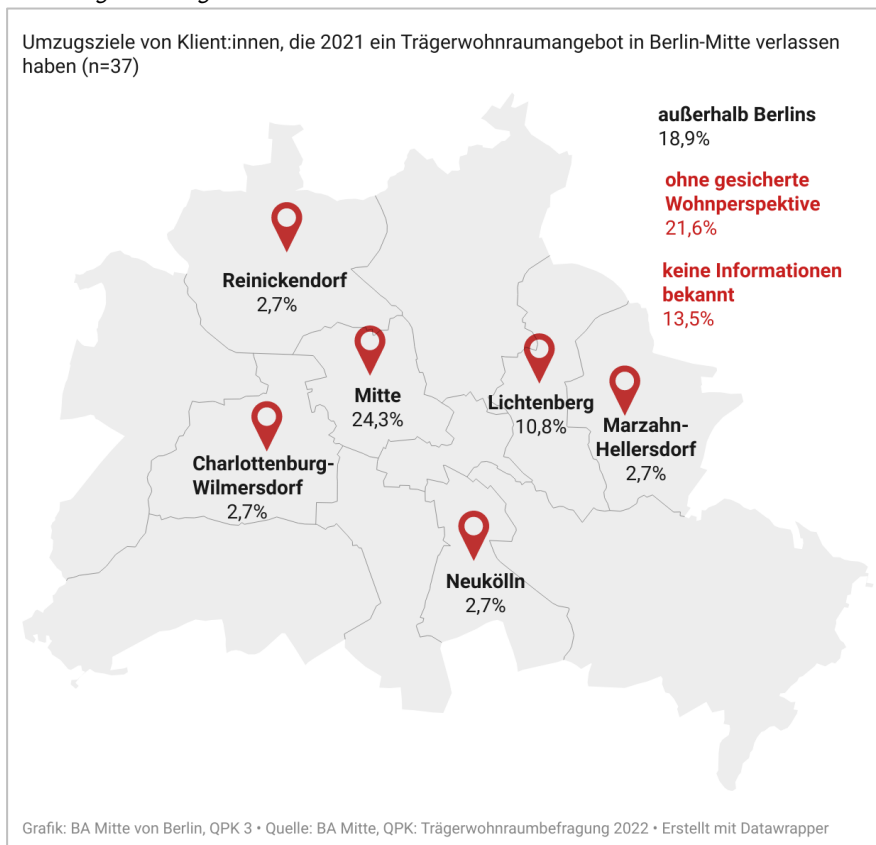 Umzugsziele von Klient:innen, die 2021 ein Trägerwohnraumangebot in Berlin-Mitte verlassen
haben (n=37)
außerhalb Berlins
18,9%
ohne gesicherte
Wohnperspektive
21,6%
keine Informationen
bekannt
13,5%
Reinickendorf
2,7%
Mitte
24,3%
Lichtenberg
10,8%
Marzahn-
Hellersdorf
2,7%
Charlottenburg-
Wilmersdorf
2,7%
Neukölln
2,7%
Grafik: BA Mitte von Berlin, QPK 3 • Quelle: BA Mitte, QPK: Trägerwohnraumbefragung 2022 • Erstellt mit Datawrapper